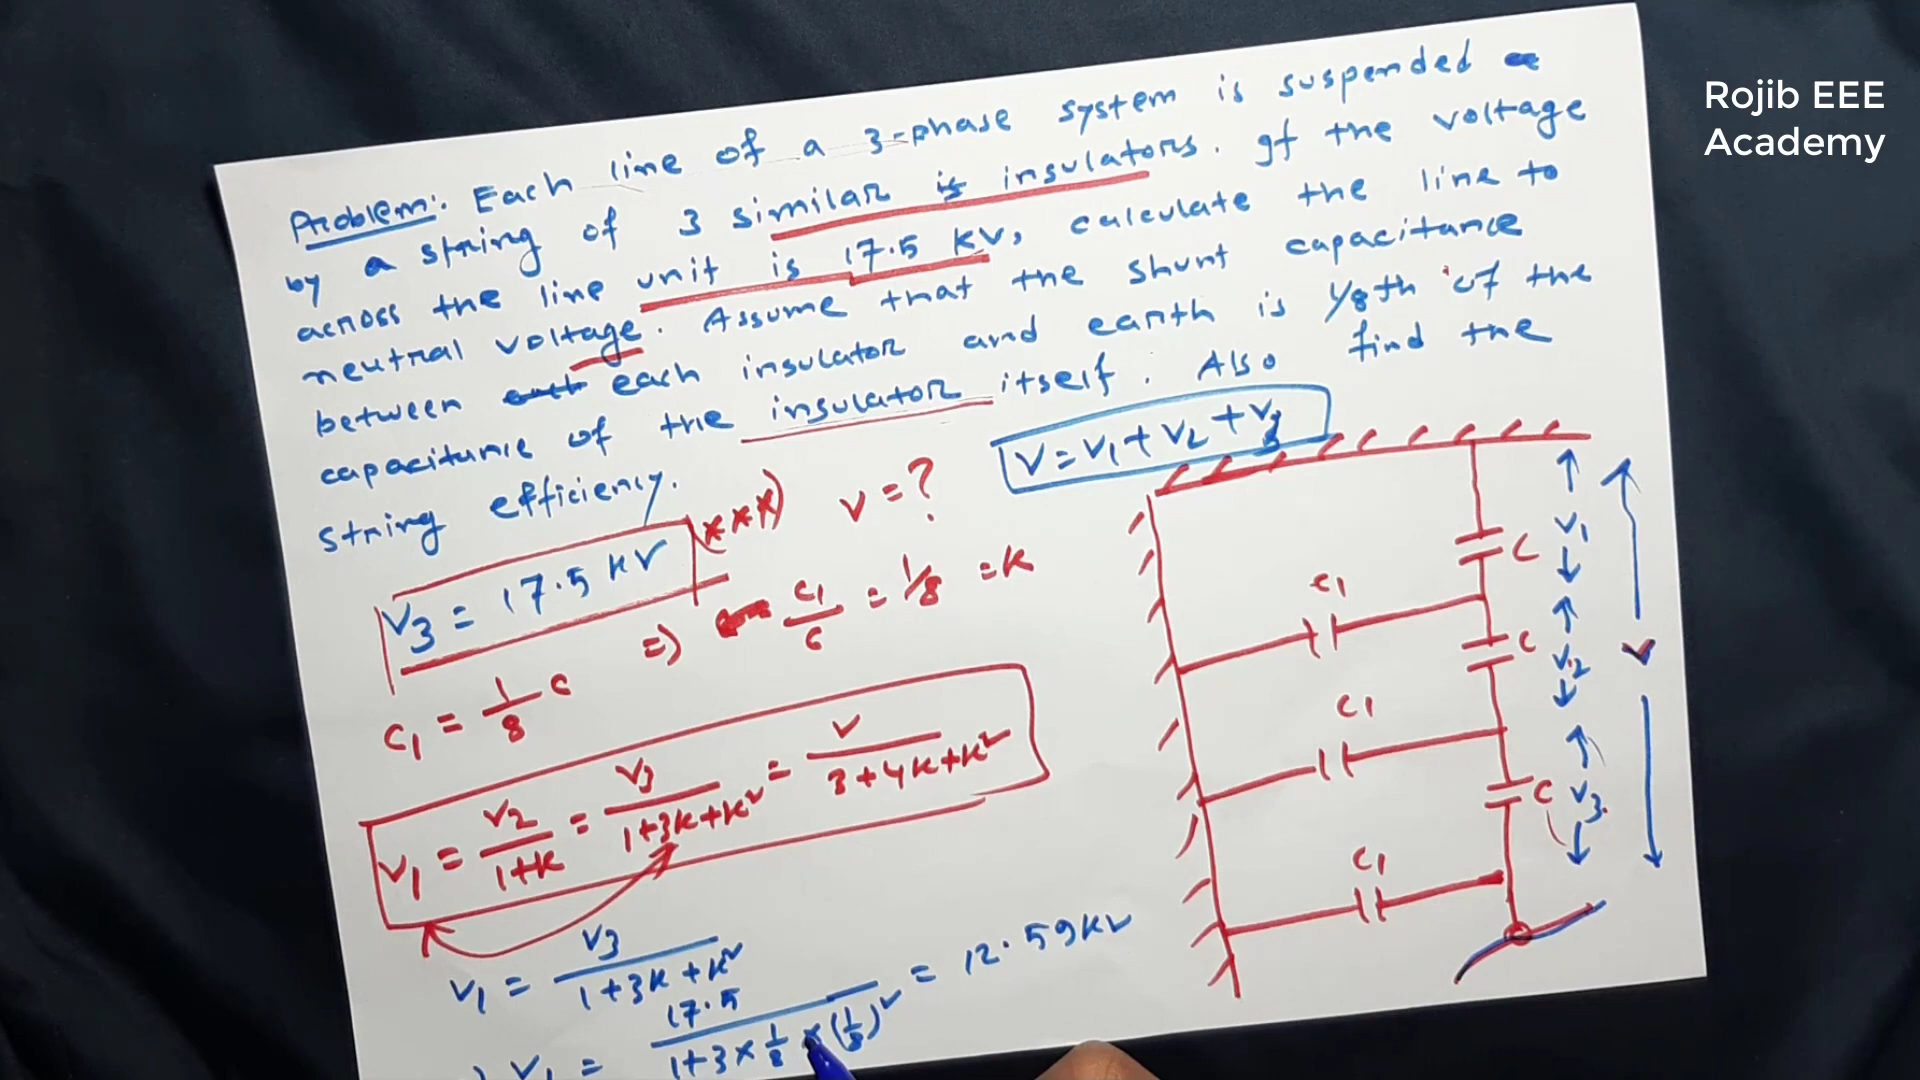 Rojib EEE
Academy
Problem: Each line of a 3-phase system is suspended
by a string of 3 similar is insulators. If the voltage
across the line unit is 17.5 KV, calculate the line to
neutral voltage. Assume that the shunt capacitance
between each insulator and earth is 1/8th of the
capacitance of the insulator itself. Also find the
string efficiency.
V = V1 + V2 + V3
(***) V = ?
V3 = 17.5 KV
=> C1/C = 1/8 = K
C1 = 1/8 C
V1 = V2/(1+K) = V3/(1+3K+K²) = V/(3+4K+K²)
V1 = V3/(1+3K+K²)
V1 = 17.5/(1+3×1/8×(1/8)²) = 12.59KV
C
V1
C1
C
V2
V
C1
C
V3
C1